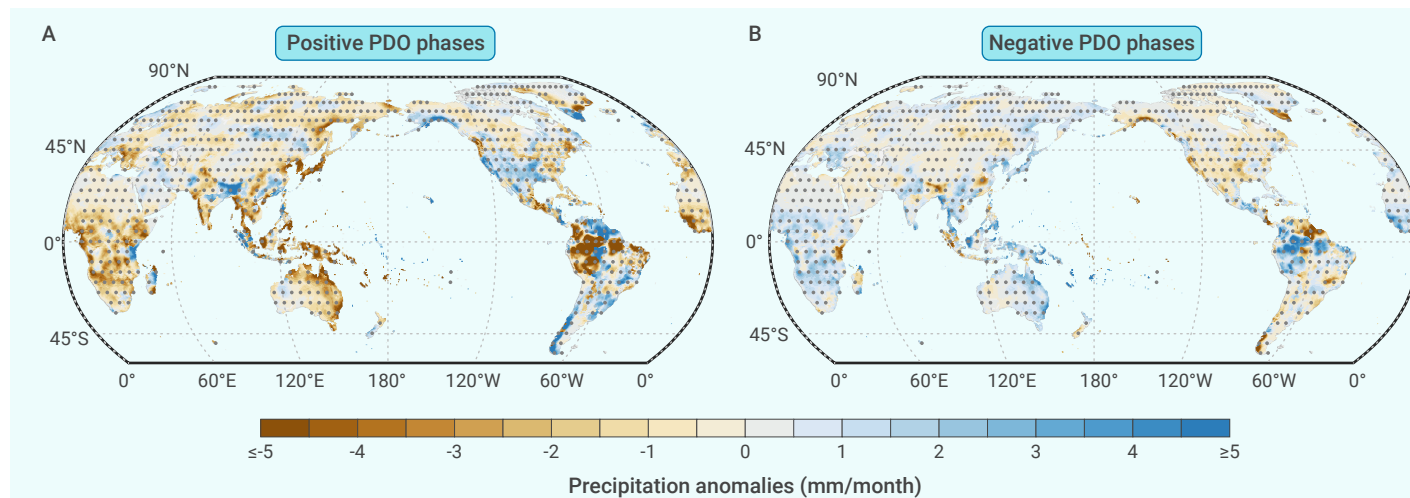 A
Positive PDO phases
B
Negative PDO phases
90°N
45°N
0°
45°S
0°
60°E
120°E
180°
120°W
60°W
0°
90°N
45°N
0°
45°S
0°
60°E
120°E
180°
120°W
60°W
0°
≤-5
-4
-3
-2
-1
0
1
2
3
4
≥5
Precipitation anomalies (mm/month)